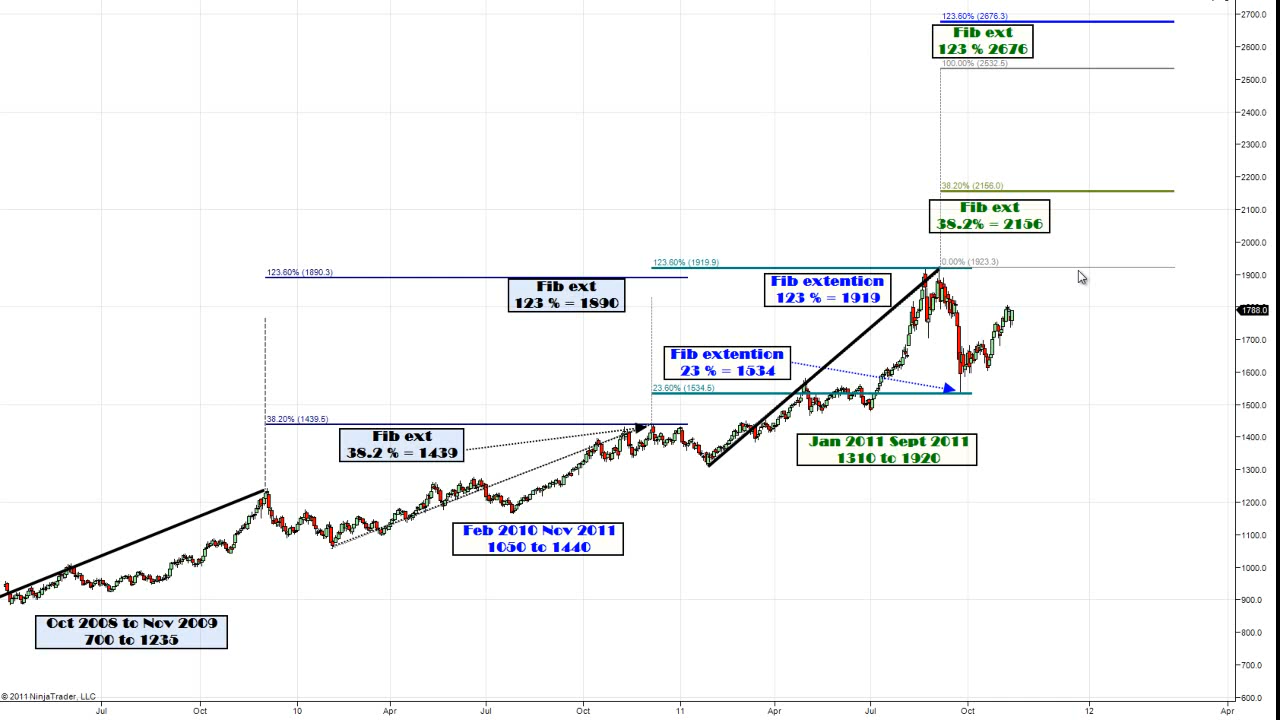 123.60% (2676.3)
Fib ext
123 % 2676
100.00% (2532.5)
38.20% (2156.0)
Fib ext
38.2% = 2156
0.00% (1923.3)
123.60% (1919.9)
123.60% (1890.3)
Fib ext
123 % = 1890
Fib extention
123 % = 1919
Fib extention
23 % = 1534
23.60% (1534.5)
38.20% (1439.5)
Fib ext
38.2 % = 1439
Jan 2011 Sept 2011
1310 to 1920
Feb 2010 Nov 2011
1050 to 1440
Oct 2008 to Nov 2009
700 to 1235
2700.0
2600.0
2500.0
2400.0
2300.0
2200.0
2100.0
2000.0
1900.0
1788.0
1700.0
1600.0
1500.0
1400.0
1300.0
1200.0
1100.0
1000.0
900.0
800.0
700.0
600.0
© 2011 NinjaTrader, LLC
Jul Oct 10 Apr Jul Oct 11 Apr Jul Oct 12 Apr